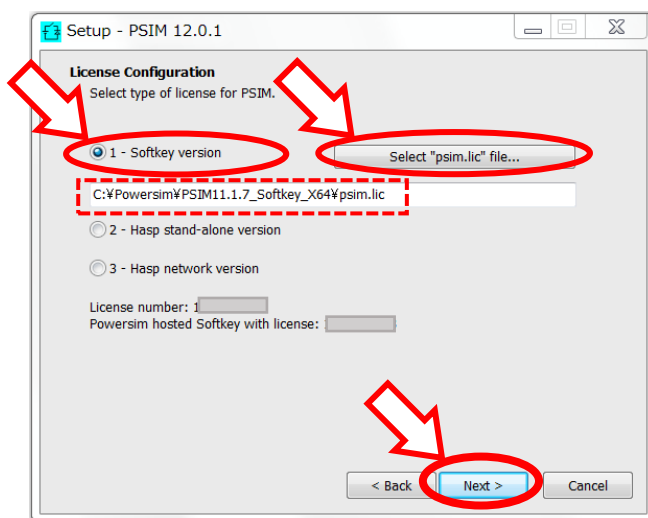 Setup - PSIM 12.0.1
License Configuration
Select type of license for PSIM.
1 - Softkey version
Select "psim.lic" file...
C:¥Powersim¥PSIM11.1.7_Softkey_X64¥psim.lic
2 - Hasp stand-alone version
3 - Hasp network version
License number: 1
Powersim hosted Softkey with license:
< Back
Next >
Cancel